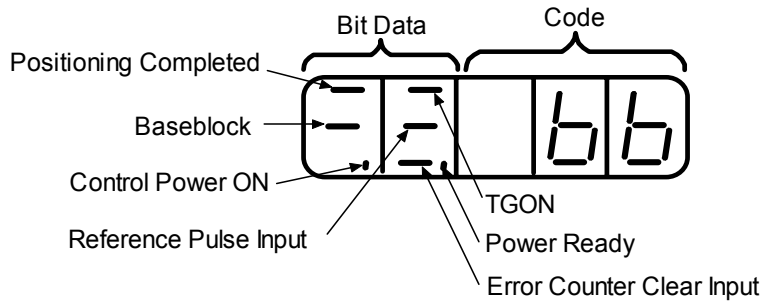 Bit Data
Code
Positioning Completed
Baseblock
Control Power ON
Reference Pulse Input
bb
TGON
Power Ready
Error Counter Clear Input